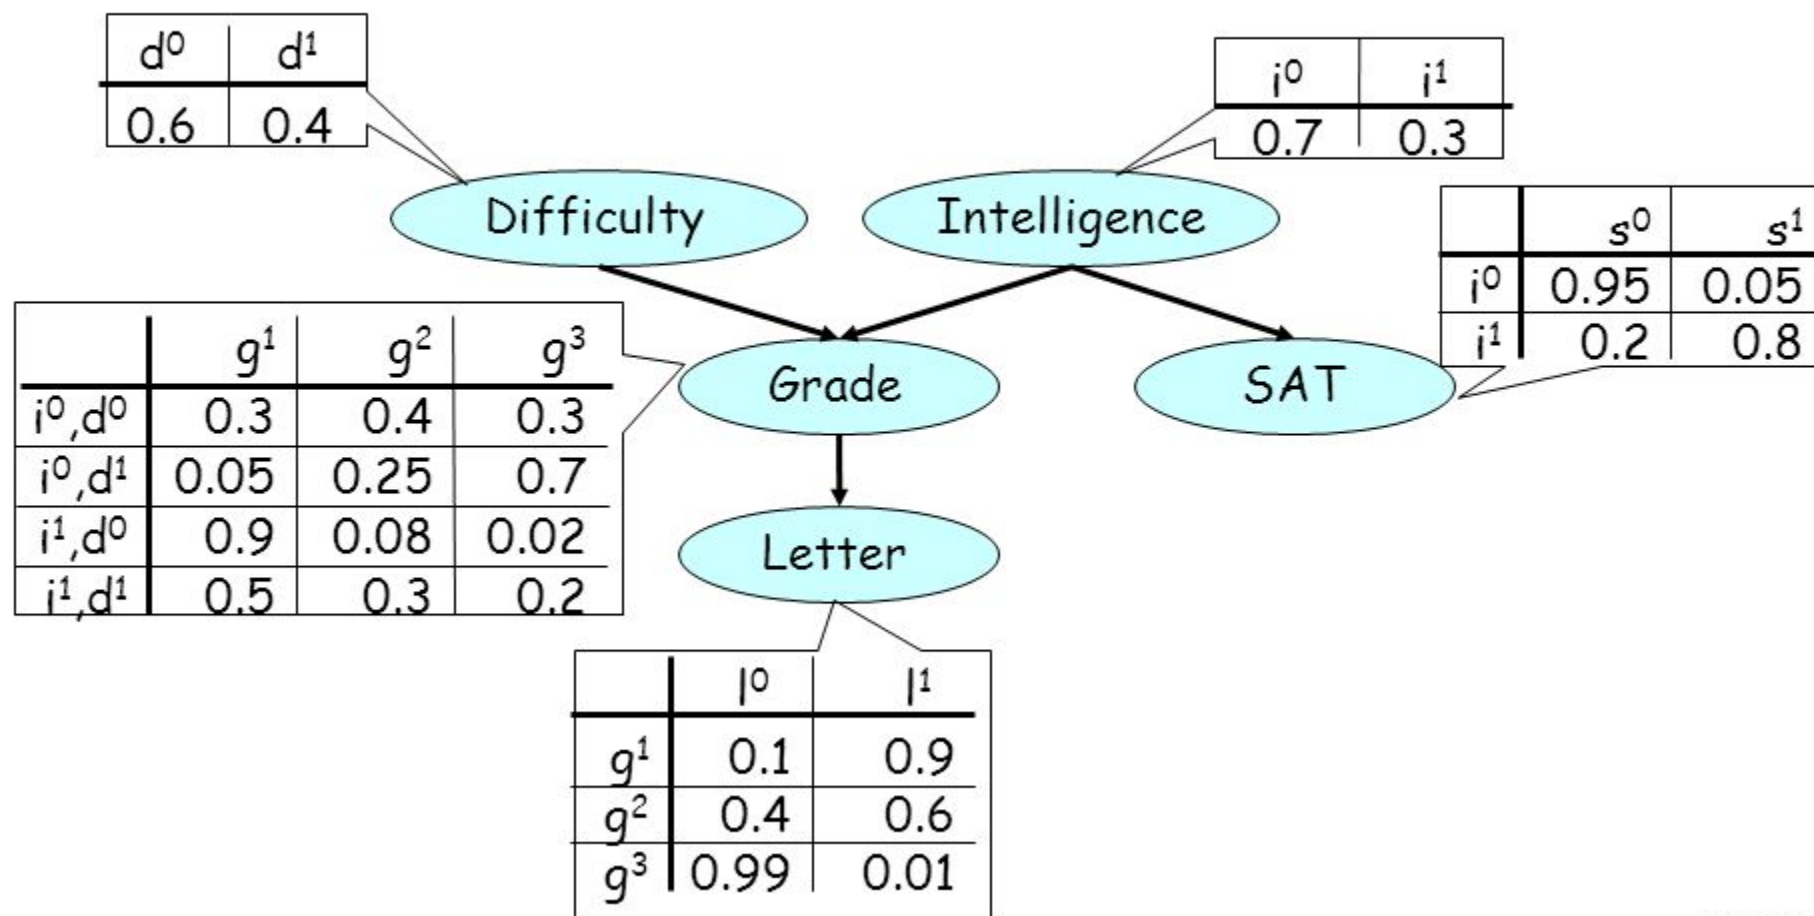 d⁰ d¹
0.6 0.4
i⁰ i¹
0.7 0.3
Difficulty
Intelligence
s⁰ s¹
i⁰ 0.95 0.05
i¹ 0.2 0.8
g¹ g² g³
i⁰,d⁰ 0.3 0.4 0.3
i⁰,d¹ 0.05 0.25 0.7
i¹,d⁰ 0.9 0.08 0.02
i¹,d¹ 0.5 0.3 0.2
Grade
SAT
Letter
l⁰ l¹
g¹ 0.1 0.9
g² 0.4 0.6
g³ 0.99 0.01